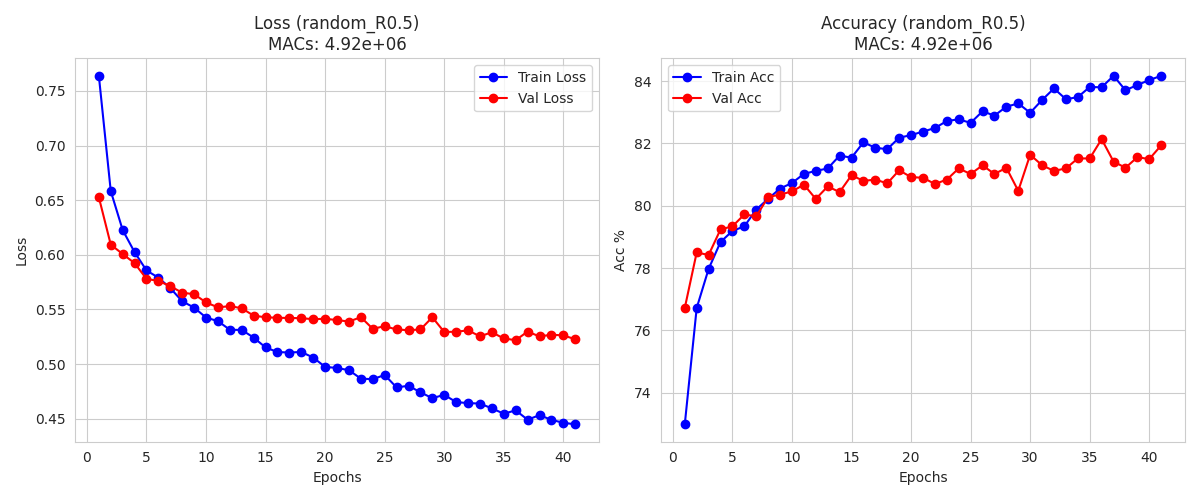 Loss (random_R0.5)
MACs: 4.92e+06
Train Loss
Val Loss
0.75
0.70
0.65
0.60
0.55
0.50
0.45
Loss
0 5 10 15 20 25 30 35 40
Epochs
Accuracy (random_R0.5)
MACs: 4.92e+06
Train Acc
Val Acc
84
82
80
78
76
74
Acc %
0 5 10 15 20 25 30 35 40
Epochs